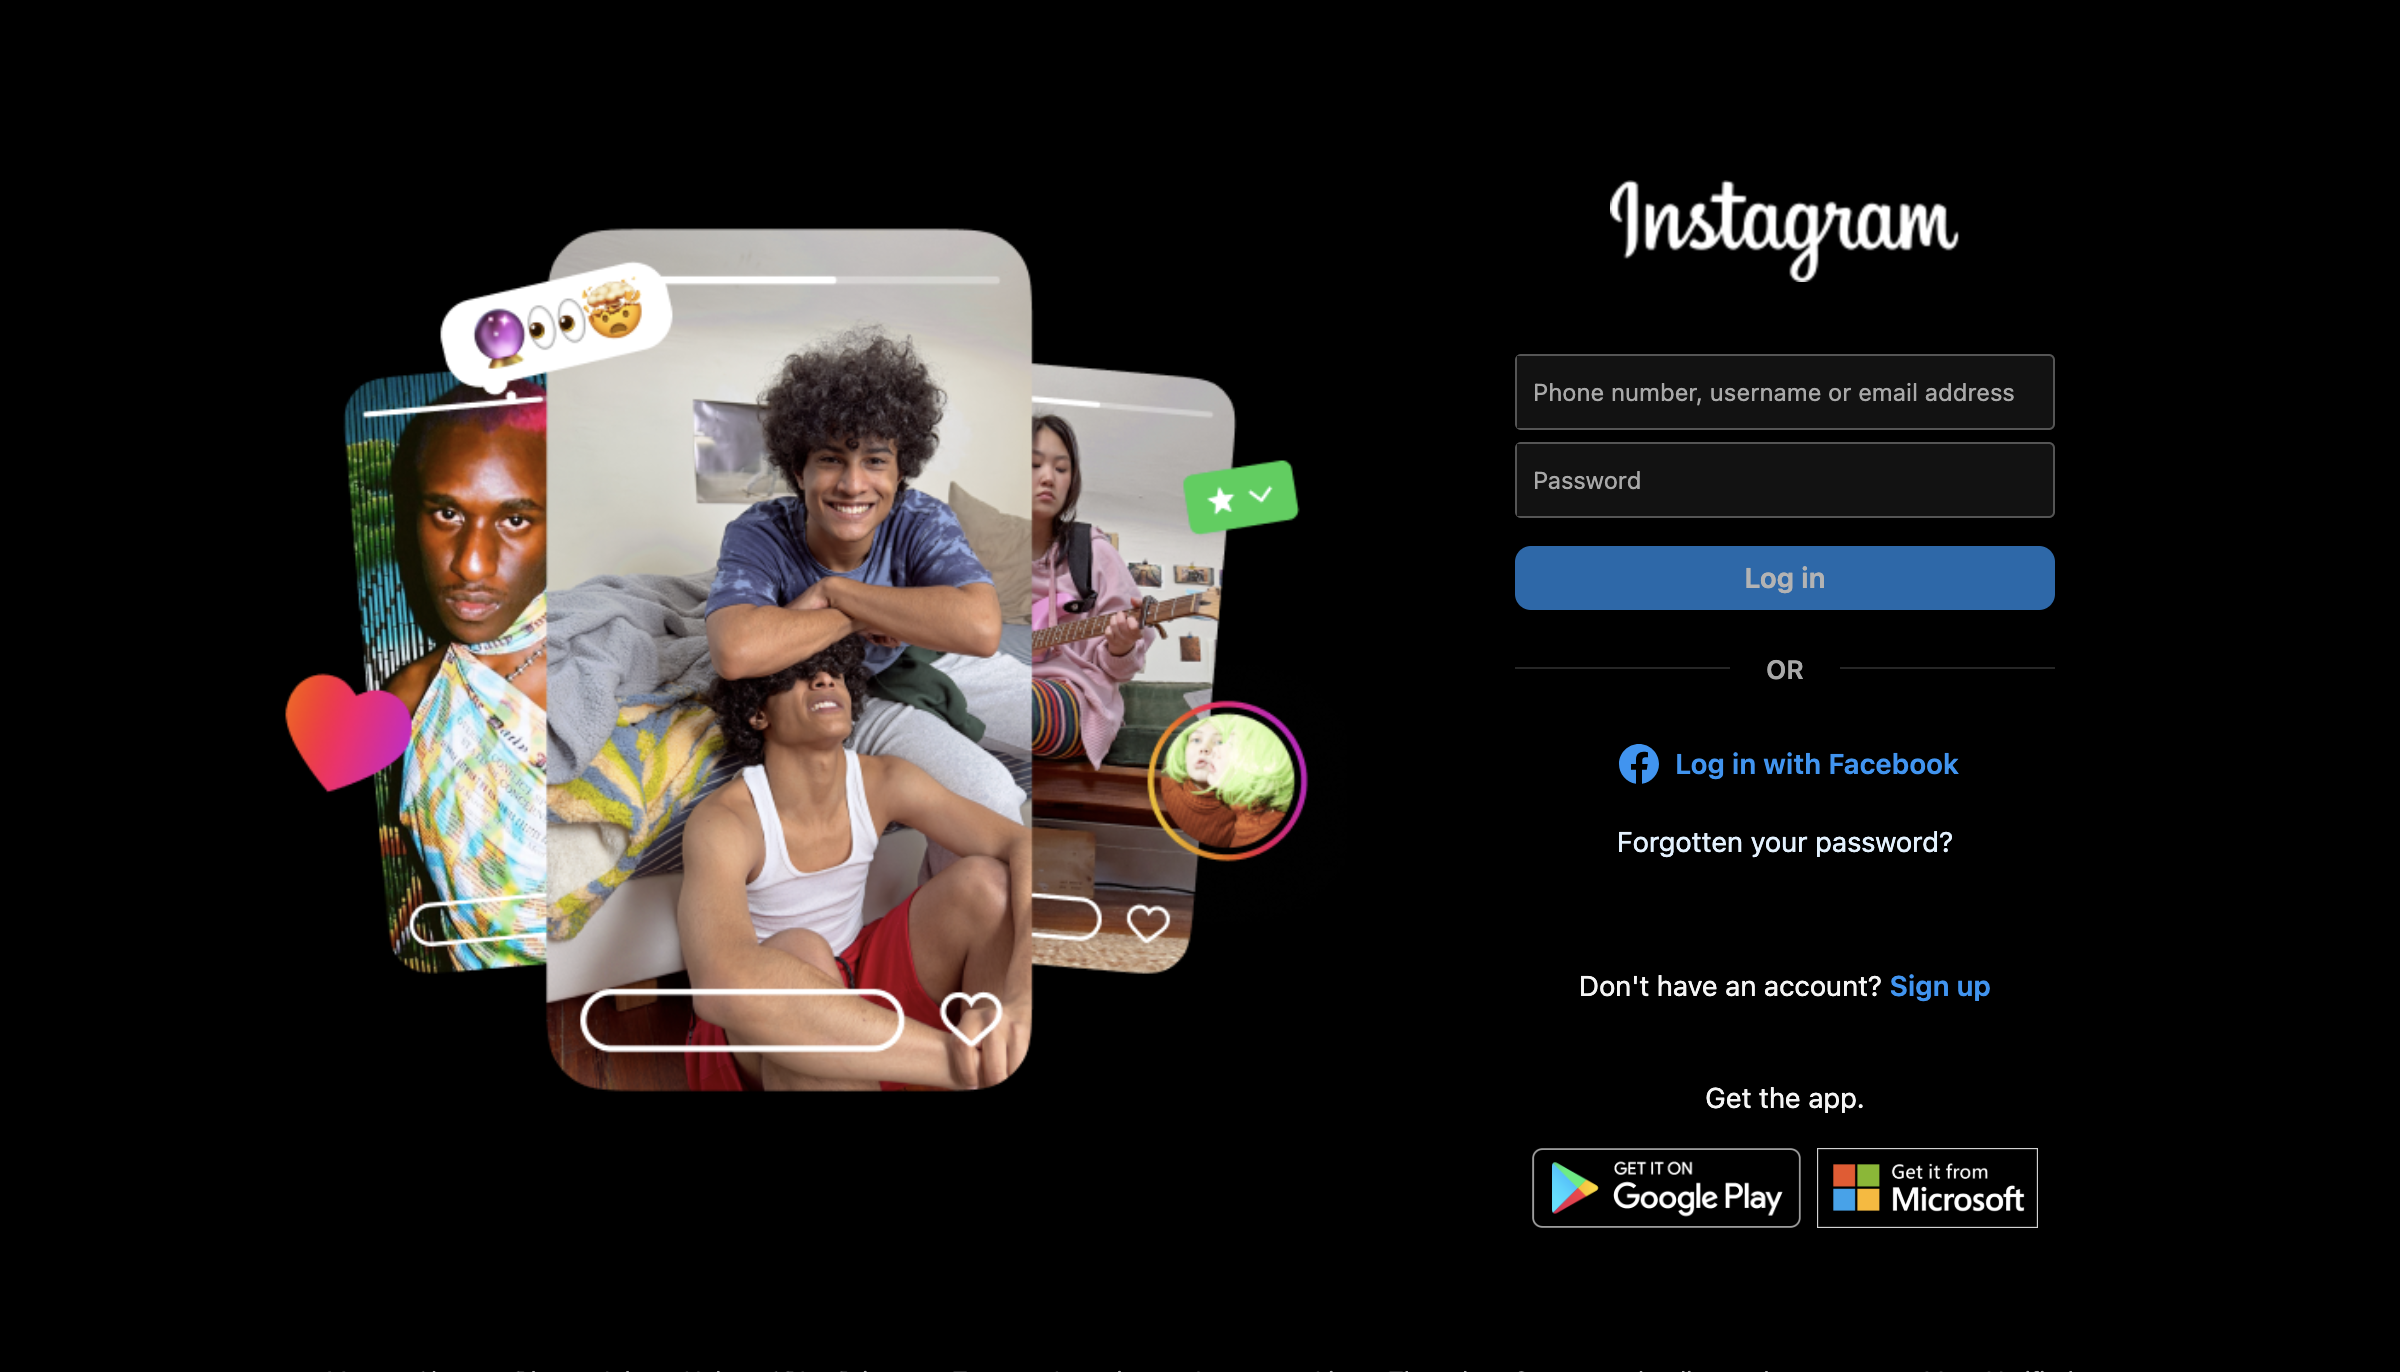 Instagram
Phone number, username or email address
Password
Log in
OR
Log in with Facebook
Forgotten your password?
Don't have an account? Sign up
Get the app.
GET IT ON
Google Play
Get it from
Microsoft